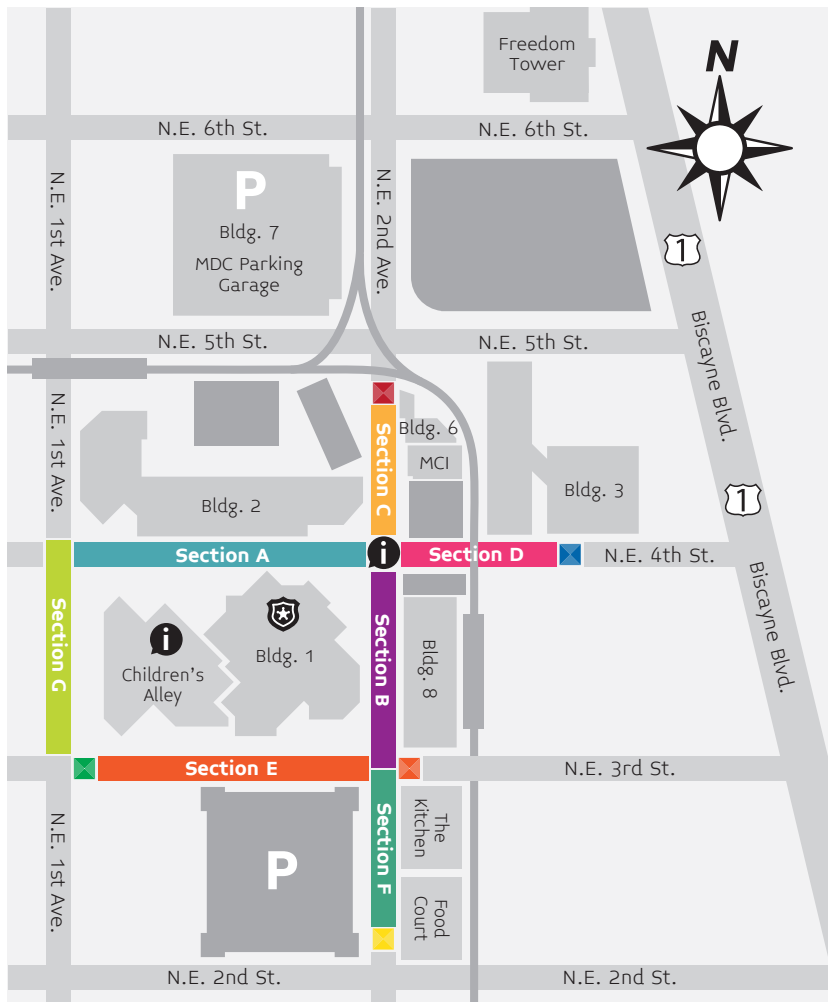 Freedom
Tower
N
N.E. 6th St.
N.E. 6th St.
P
Bldg. 7
MDC Parking
Garage
N.E. 1st Ave.
N.E. 2nd Ave.
1
Biscayne Blvd.
N.E. 5th St.
N.E. 5th St.
N.E. 1st Ave.
Section C
Bldg. 6
MCI
Bldg. 2
Bldg. 3
1
Section A
i
Section D
N.E. 4th St.
Biscayne Blvd.
Section G
i
Children's
Alley
Bldg. 1
Section B
Bldg. 8
Section E
N.E. 3rd St.
N.E. 1st Ave.
P
Section F
The
Kitchen
Food
Court
N.E. 2nd St.
N.E. 2nd St.